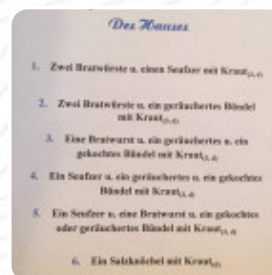 Des Hauses
1. Zwei Bratwürste u. einen Seufzer mit Kraut
2. Zwei Bratwürste u. ein geräuchertes Bündel
mit Kraut
3. Eine Bratwurst u. ein geräuchertes u. ein
gekochtes Bündel mit Kraut
4. Ein Seufzer u. ein geräuchertes u. ein gekochtes
Bündel mit Kraut
5. Ein Seufzer u. eine Bratwurst u. ein gekochtes
oder geräuchertes Bündel mit Kraut
6. Ein Salzknöchel mit Kraut